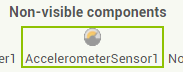 Non-visible components
AccelerometerSensor1